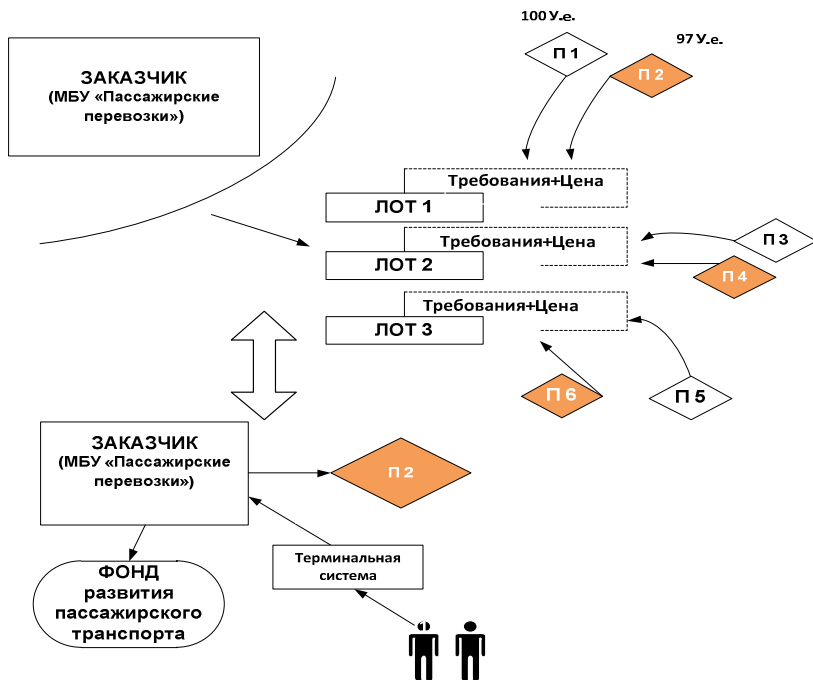 100 У.е.
97 У.е.
П 1
П 2
ЗАКАЗЧИК
(МБУ «Пассажирские
перевозки»)
Требования+Цена
ЛОТ 1
Требования+Цена
ЛОТ 2
П 3
П 4
Требования+Цена
ЛОТ 3
П 6
П 5
ЗАКАЗЧИК
(МБУ «Пассажирские
перевозки»)
П 2
Терминальная
система
ФОНД
развития
пассажирского
транспорта
1